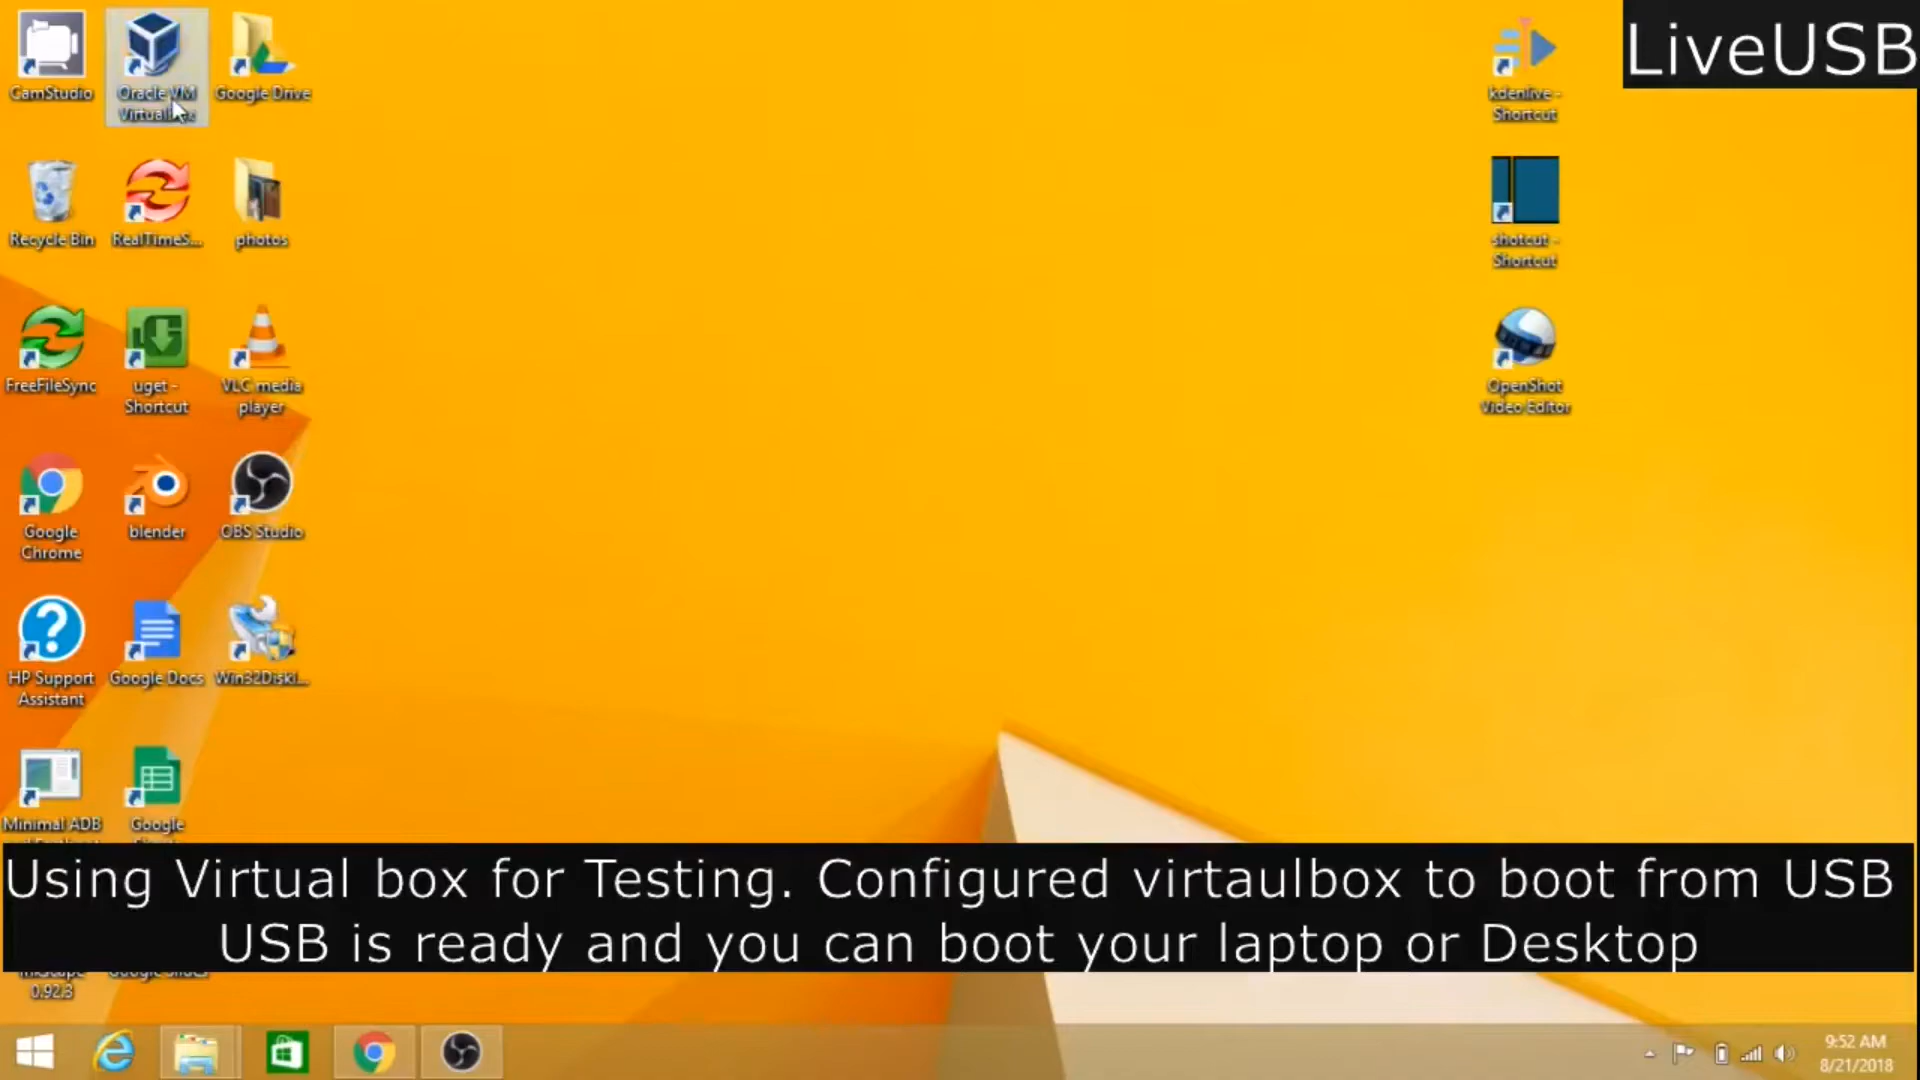 LiveUSB
CamStudio
Oracle VM
Google Drive
Recycle Bin
RealTimeS...
photos
FreeFileSync
uget -
Shortcut
VLC media
player
Google
Chrome
blender
OBS Studio
HP Support
Assistant
Google Docs
Win32Diski...
Minimal ADB
Google
kdenlive -
Shortcut
shotcut -
Shortcut
OpenShot
Video Editor
Using Virtual box for Testing. Configured virtaulbox to boot from USB
USB is ready and you can boot your laptop or Desktop
0.92.3
9:52 AM
8/21/2018